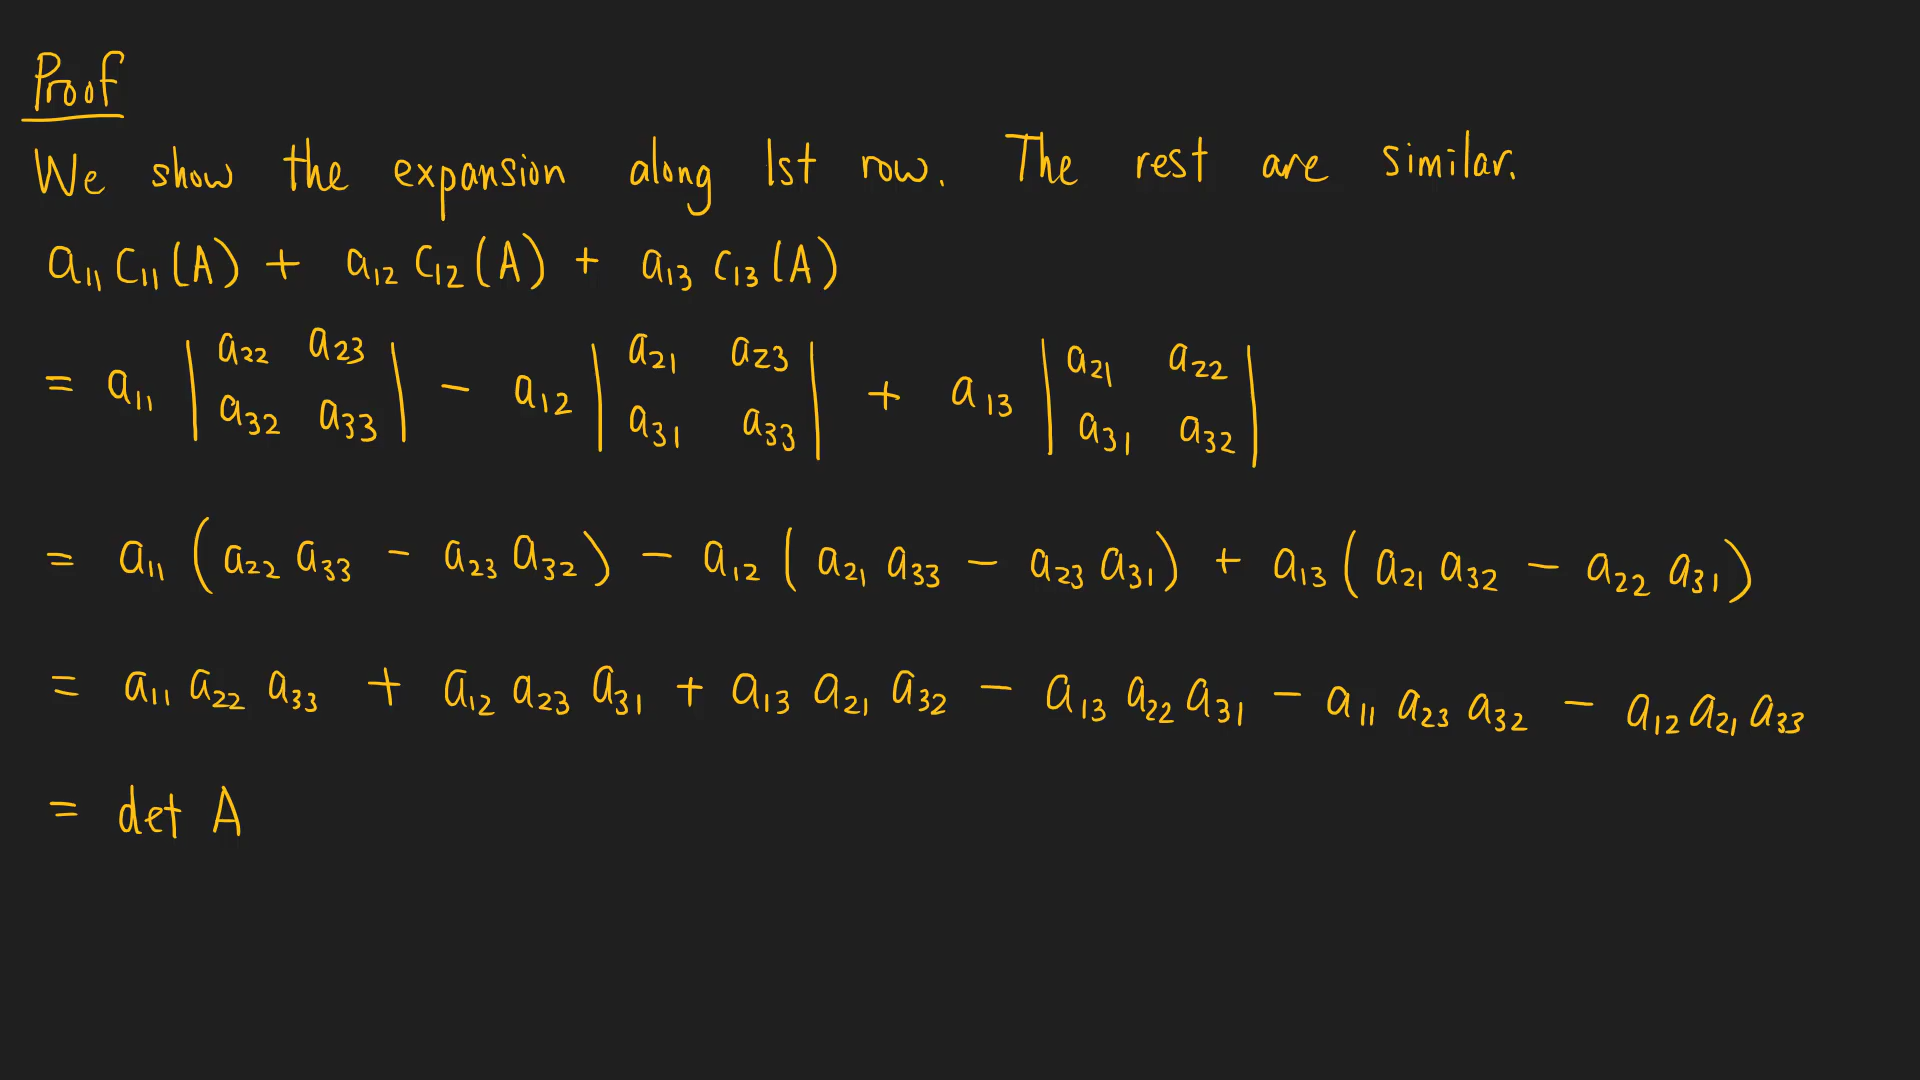 Proof
We show the expansion along 1st row. The rest are similar.
a₁₁ C₁₁(A) + a₁₂ C₁₂(A) + a₁₃ C₁₃(A)
= a₁₁ | a₂₂ a₂₃ | − a₁₂ | a₂₁ a₂₃ | + a₁₃ | a₂₁ a₂₂ |
| a₃₂ a₃₃ | | a₃₁ a₃₃ | | a₃₁ a₃₂ |
= a₁₁ (a₂₂ a₃₃ − a₂₃ a₃₂) − a₁₂ (a₂₁ a₃₃ − a₂₃ a₃₁) + a₁₃ (a₂₁ a₃₂ − a₂₂ a₃₁)
= a₁₁ a₂₂ a₃₃ + a₁₂ a₂₃ a₃₁ + a₁₃ a₂₁ a₃₂ − a₁₃ a₂₂ a₃₁ − a₁₁ a₂₃ a₃₂ − a₁₂ a₂₁ a₃₃
= det A